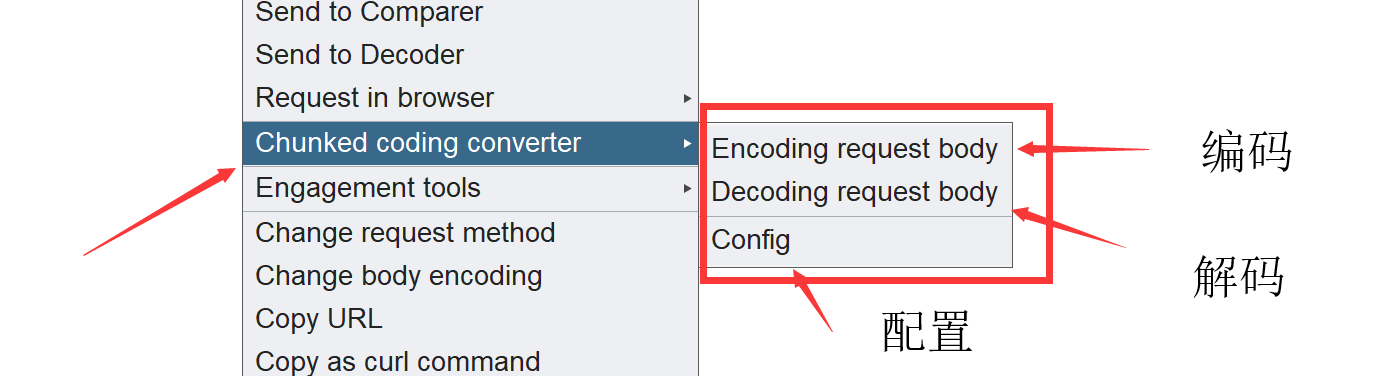 Send to Comparer
Send to Decoder
Request in browser
Chunked coding converter
Engagement tools
Change request method
Change body encoding
Copy URL
Copy as curl command
Encoding request body
Decoding request body
Config
编码
解码
配置